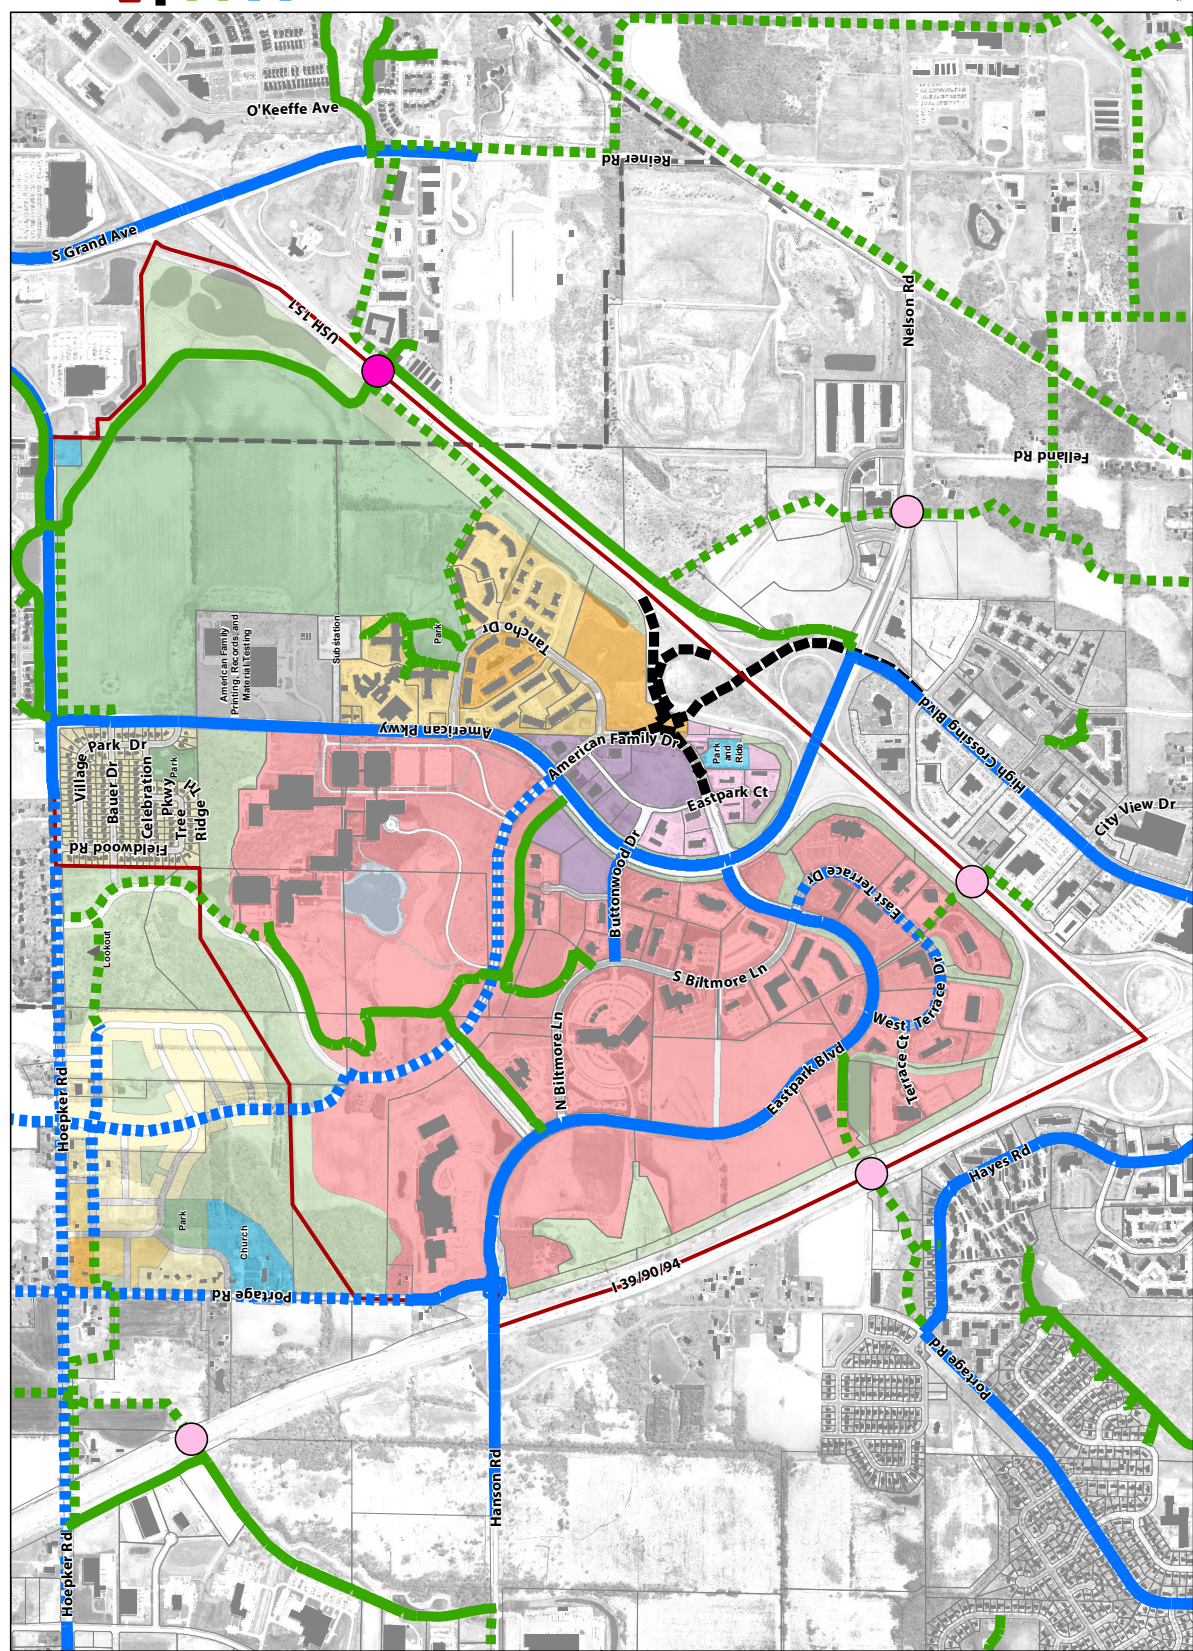 O'Keeffe Ave
Reiner Rd
S Grand Ave
USH 151
Nelson Rd
Felland Rd
American Family
Printing, Records, and
Material Testing
Substation
Park
Tancho Dr
American Pkwy
American Family Dr
Park
and
Ride
Eastpark Ct
High Crossing Blvd
City View Dr
Park Dr
Village
Bauer Dr
Celebration
Pkwy
Park
Tree
Ridge
Trl
Fieldwood Rd
Buttonwood Dr
East Terrace Dr
Lookout
S Biltmore Ln
N Biltmore Ln
West Terrace Dr
Terrace Ct
Eastpark Blvd
Hoepker Rd
Hayes Rd
Park
Church
Portage Rd
I-39/90/94
Portage Rd
Hanson Rd
Hoepker Rd